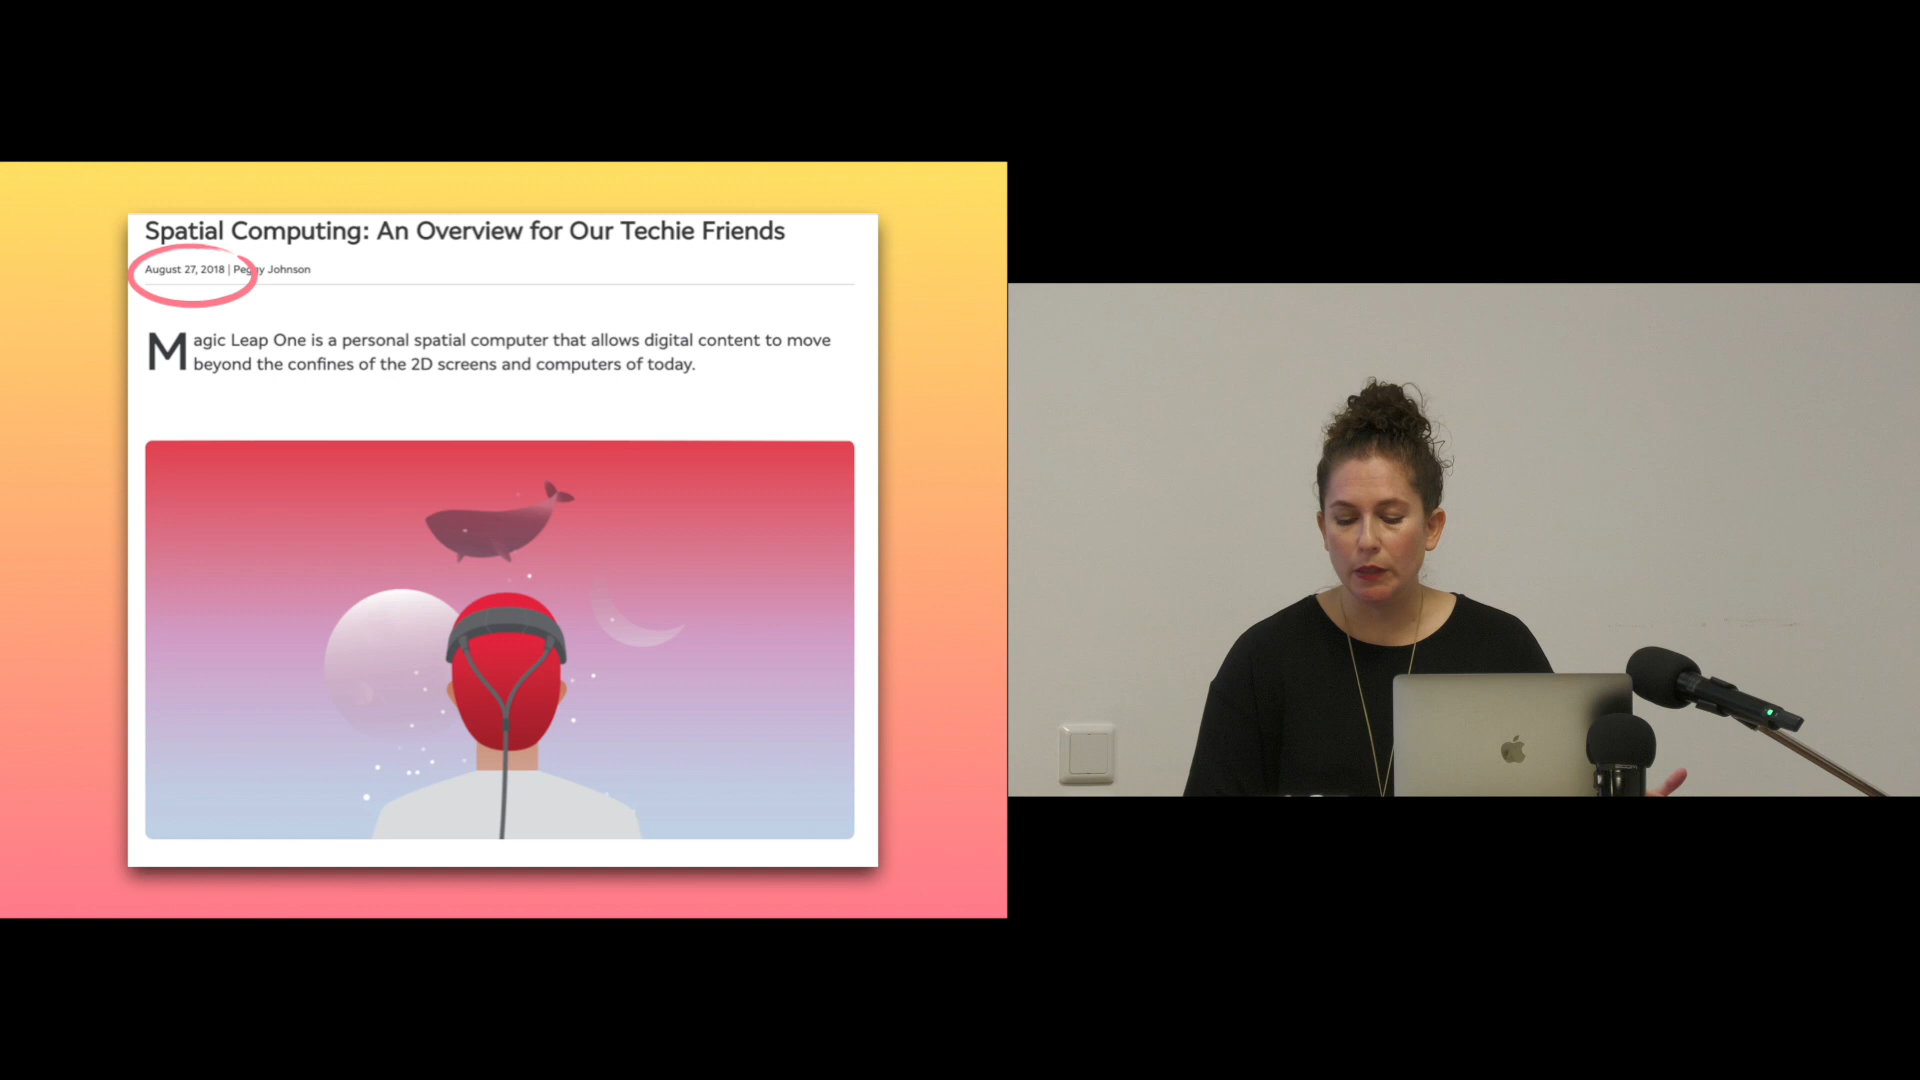 Spatial Computing: An Overview for Our Techie Friends
August 27, 2018 | Peggy Johnson
Magic Leap One is a personal spatial computer that allows digital content to move
beyond the confines of the 2D screens and computers of today.